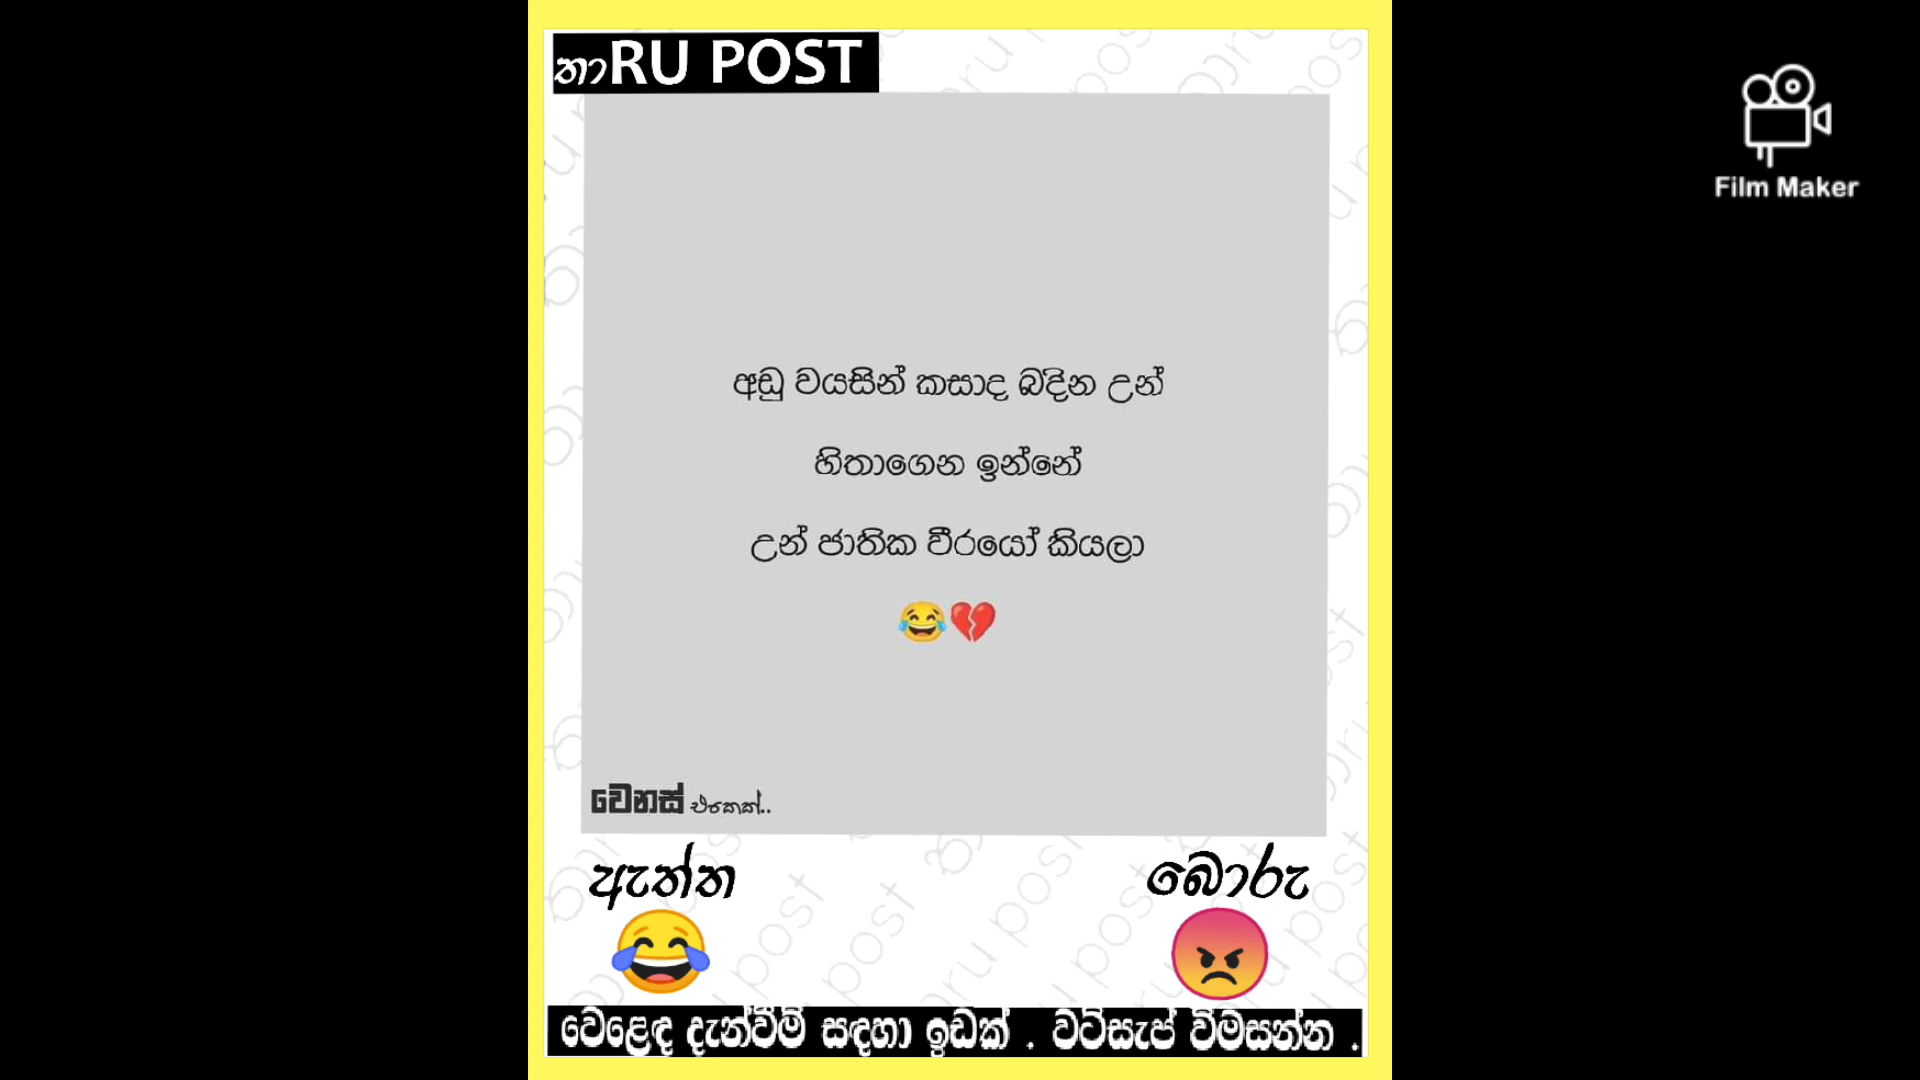 තාRU POST
Film Maker
අඩු වයසින් කසාද බදින උන්
හිතාගෙන ඉන්නේ
උන් ජාතික වීරයෝ කියලා
😂💔
වෙනස් එකෙක්..
ඇත්ත
බොරු
😂
😡
වෙළෙඳ දැන්වීම් සඳහා ඉඩක් . වට්සැප් විමසන්න .